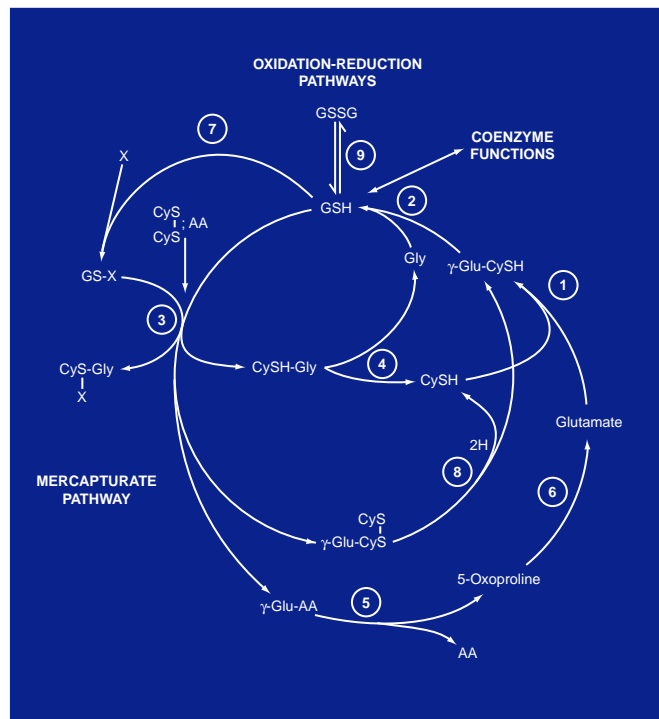 OXIDATION-REDUCTION
PATHWAYS
GSSG
7
9
COENZYME
FUNCTIONS
X
2
GSH
CyS
; AA
CyS
Gly
γ-Glu-CySH
GS-X
1
3
CyS-Gly
X
CySH-Gly
4
CySH
Glutamate
2H
MERCAPTURATE
PATHWAY
8
6
CyS
γ-Glu-CyS
5-Oxoproline
γ-Glu-AA
5
AA